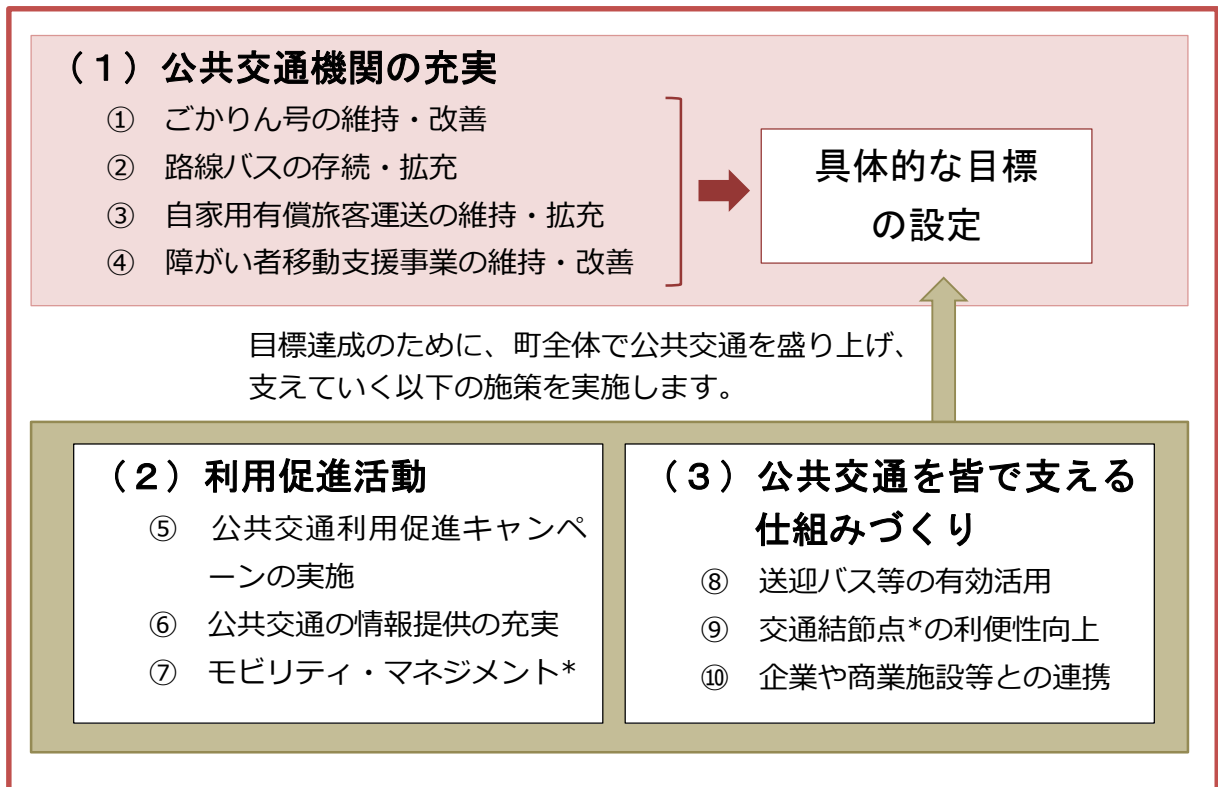 （１）公共交通機関の充実
① ごかりん号の維持・改善
② 路線バスの存続・拡充
③ 自家用有償旅客運送の維持・拡充
④ 障がい者移動支援事業の維持・改善
具体的な目標
の設定
目標達成のために、町全体で公共交通を盛り上げ、
支えていく以下の施策を実施します。
（２）利用促進活動
⑤ 公共交通利用促進キャンペ
ーンの実施
⑥ 公共交通の情報提供の充実
⑦ モビリティ・マネジメント*
（３）公共交通を皆で支える
仕組みづくり
⑧ 送迎バス等の有効活用
⑨ 交通結節点*の利便性向上
⑩ 企業や商業施設等との連携